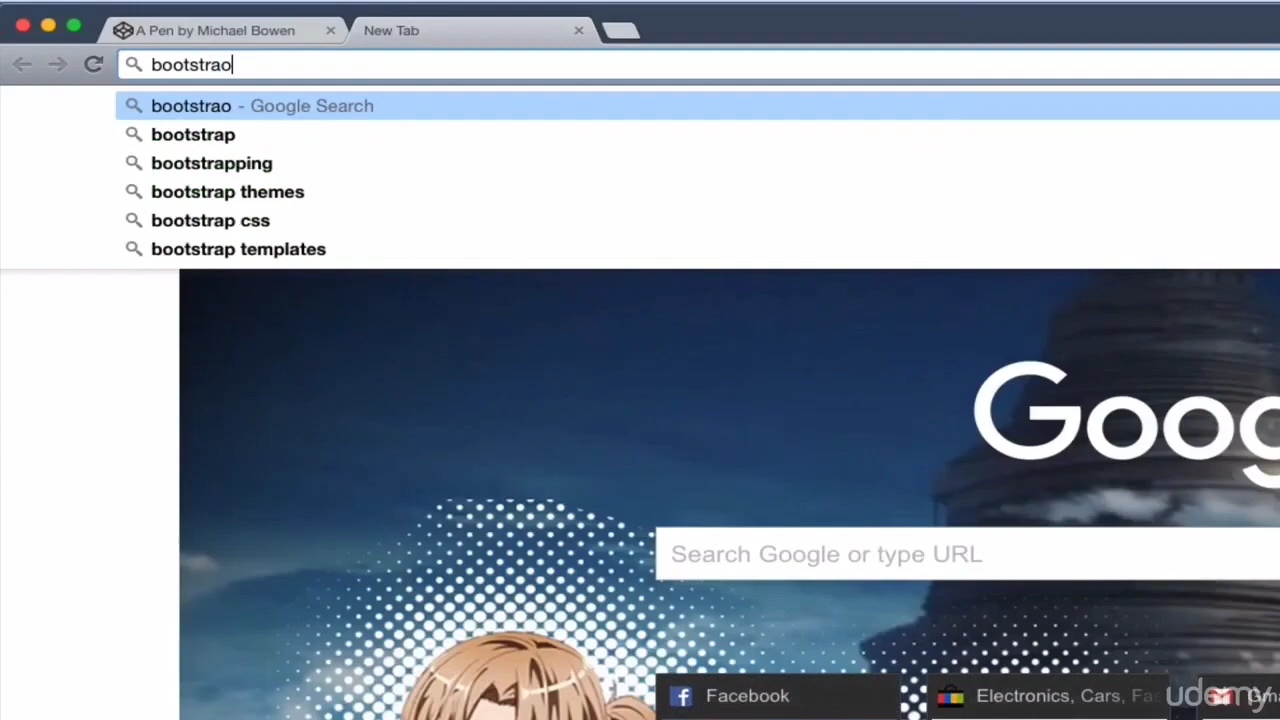 A Pen by Michael Bowen
New Tab
bootstrao
bootstrao - Google Search
bootstrap
bootstrapping
bootstrap themes
bootstrap css
bootstrap templates
Goog
Search Google or type URL
Facebook
Electronics, Cars, Fa
Gm
udemy